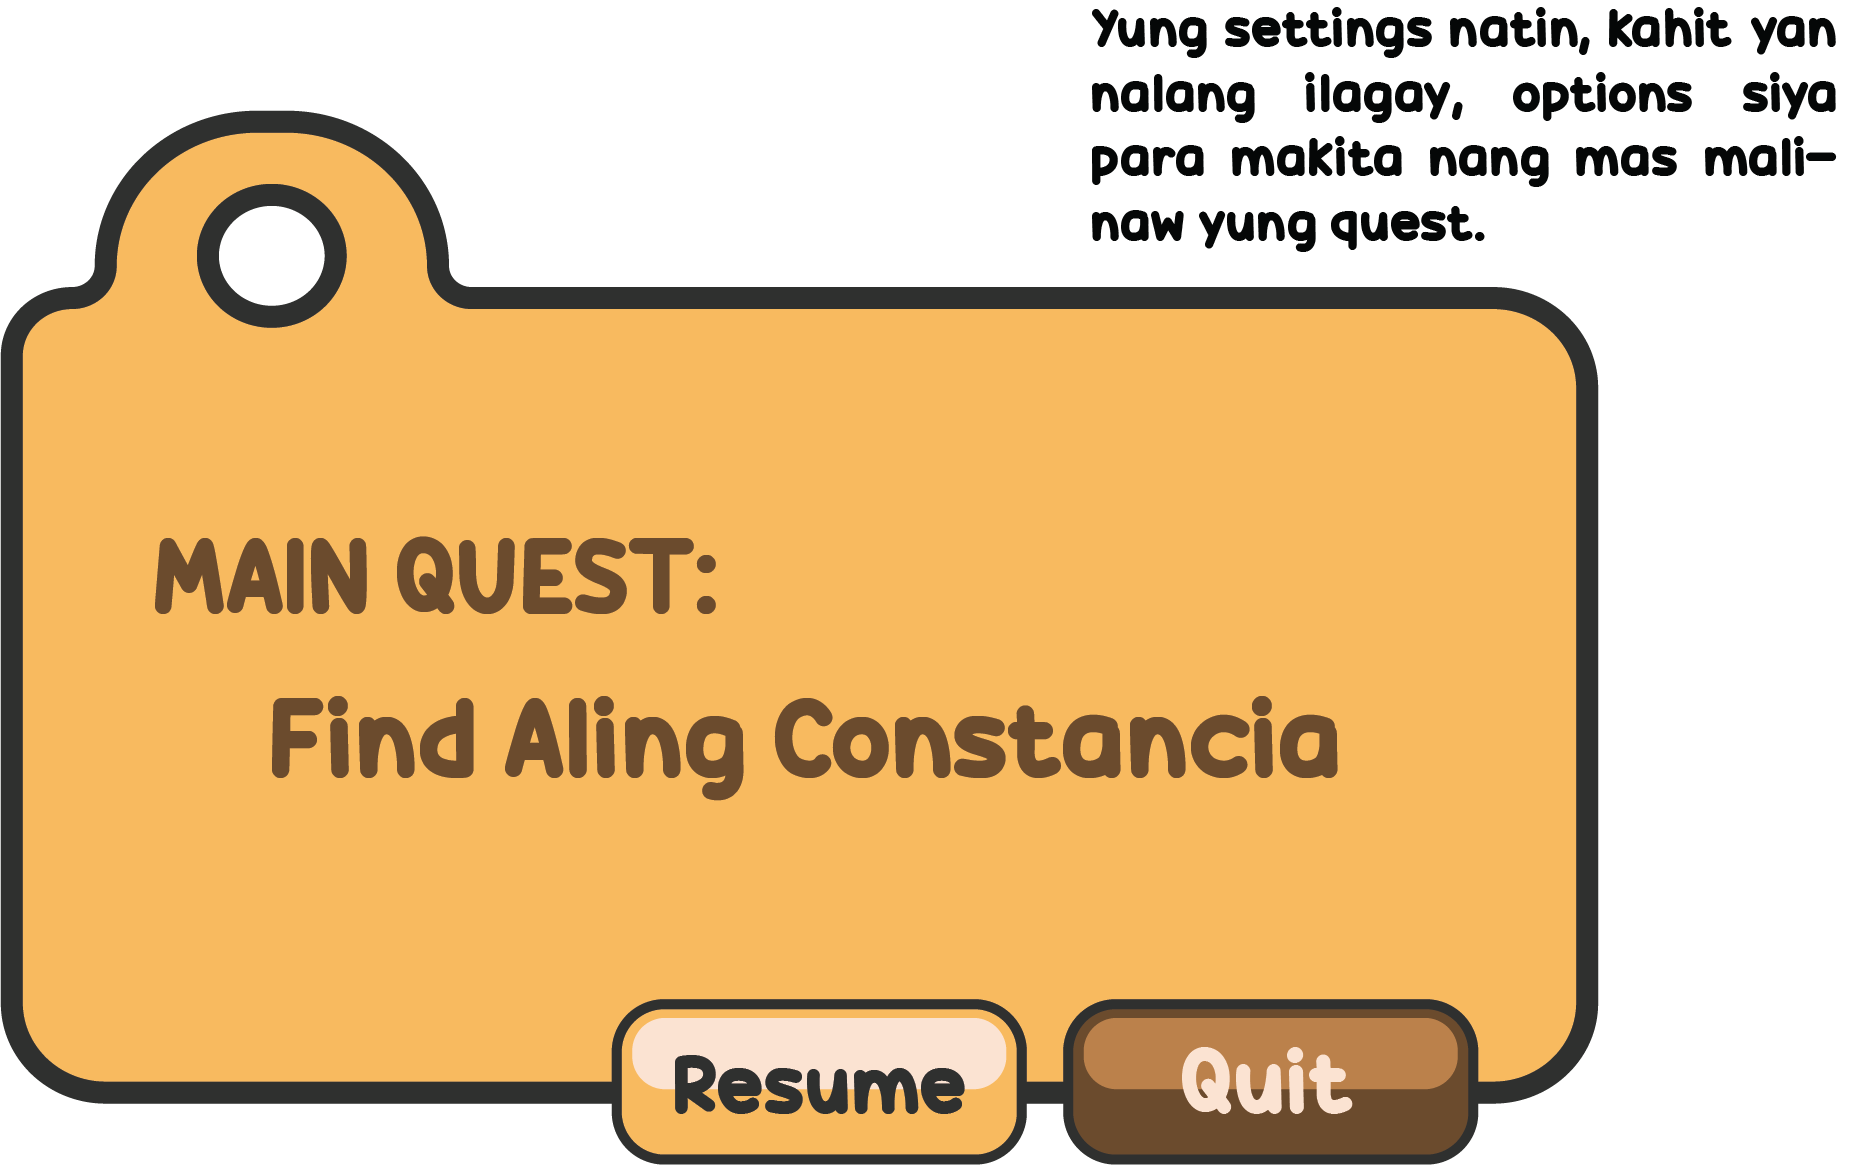 Yung settings natin, kahit yan
nalang ilagay, options siya
para makita nang mas mali-
naw yung quest.
MAIN QUEST:
Find Aling Constancia
Resume
Quit